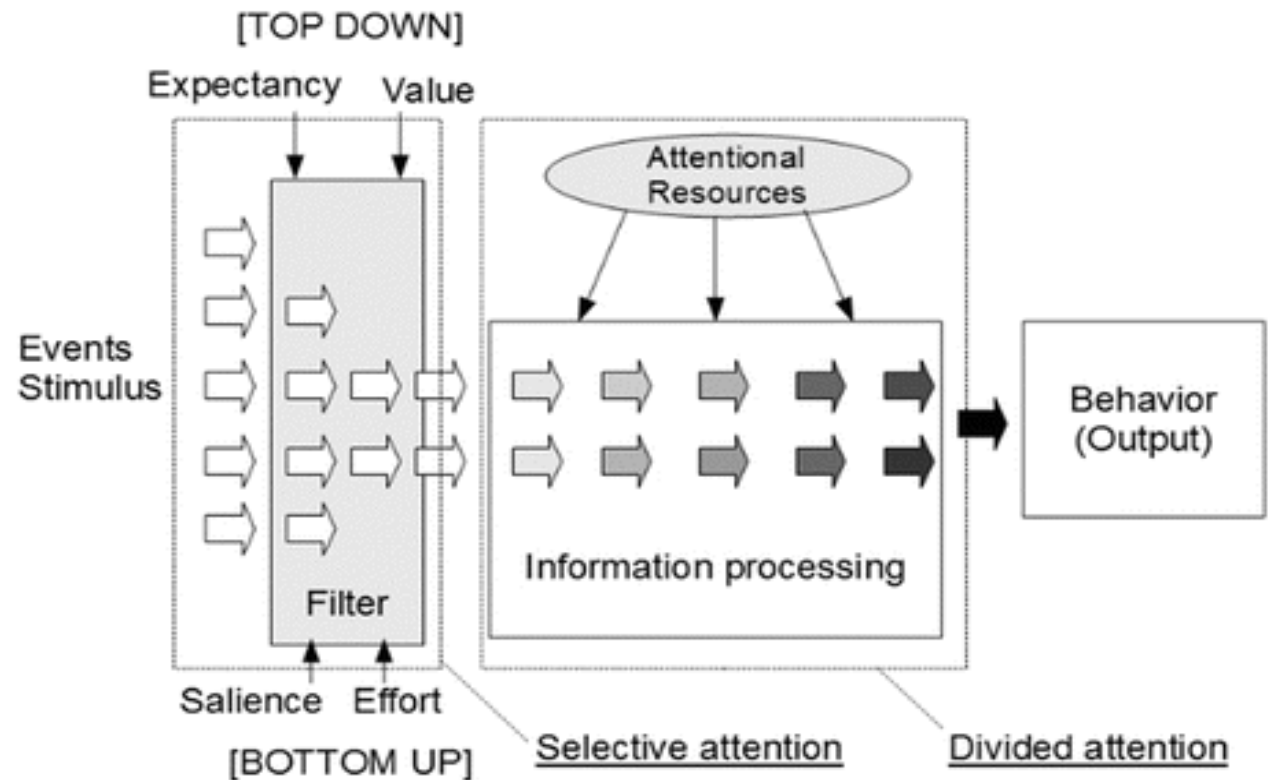 [TOP DOWN]
Expectancy Value
Attentional
Resources
Events
Stimulus
Behavior
(Output)
Information processing
Filter
Salience Effort
[BOTTOM UP]
Selective attention
Divided attention